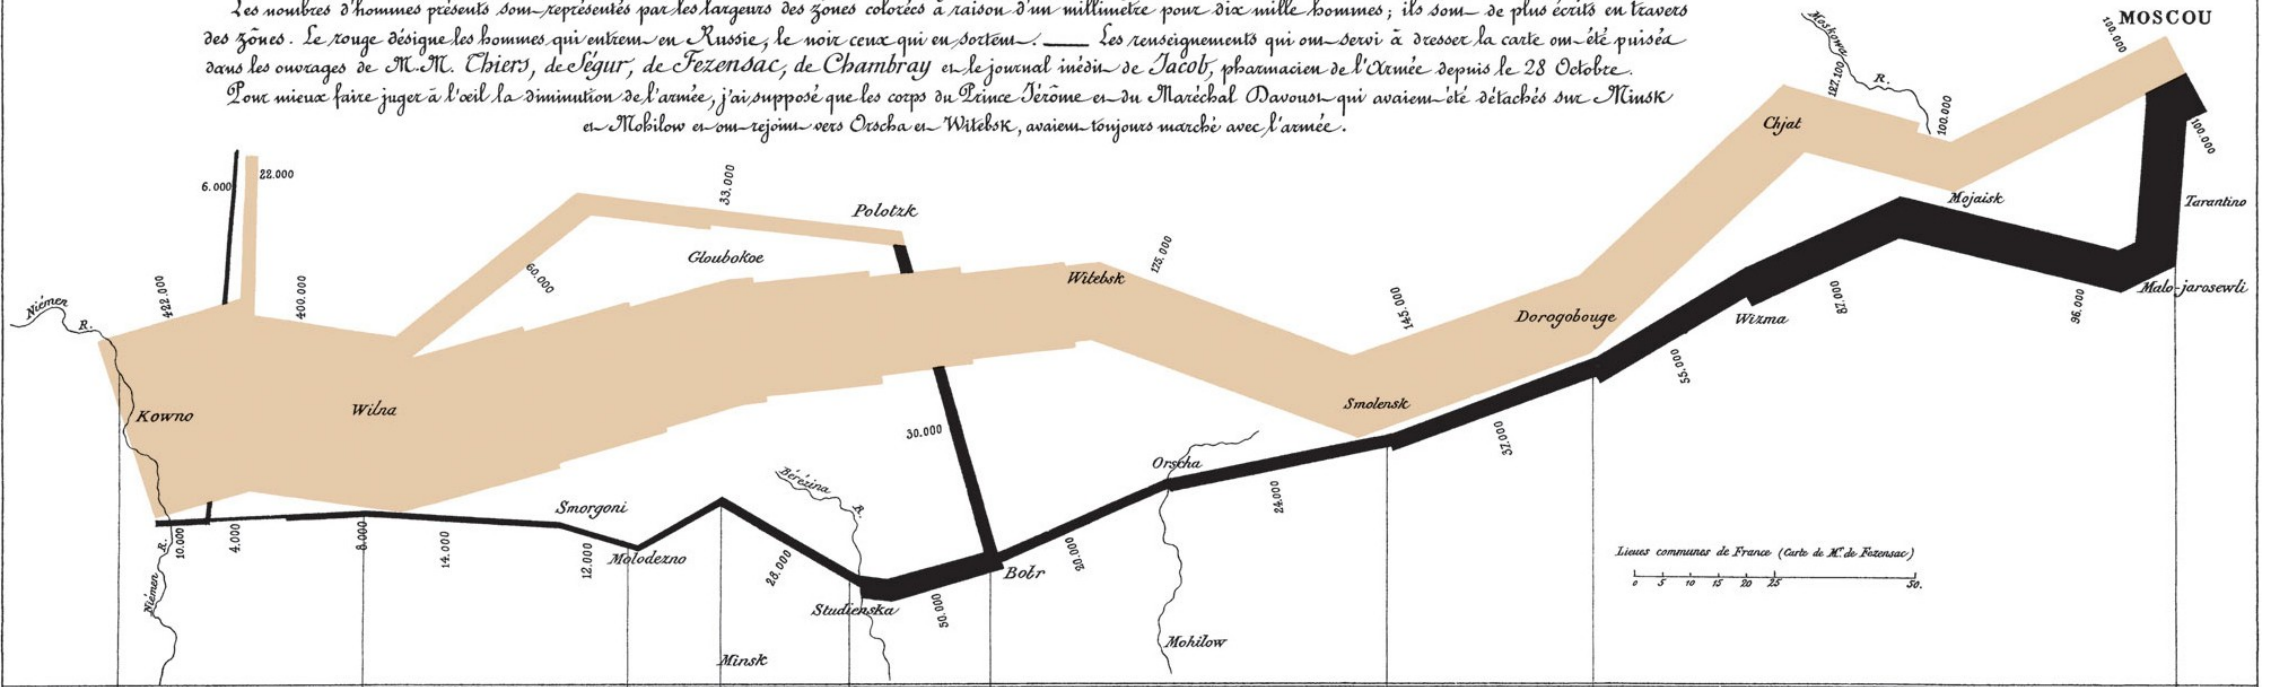 Les nombres d'hommes présents sont représentés par les largeurs des zones colorées à raison d'un millimètre pour dix mille hommes; ils sont de plus écrits en travers
des zônes. Le rouge désigne les hommes qui entrent en Russie, le noir ceux qui en sortent. — Les renseignements qui ont servi à dresser la carte ont été puisés
dans les ouvrages de M.M. Thiers, de Ségur, de Fezensac, de Chambray et le journal inédit de Jacob, pharmacien de l'Armée depuis le 28 Octobre.
Pour mieux faire juger à l'œil la diminution de l'armée, j'ai supposé que les corps du Prince Jérôme et du Maréchal Davoust qui avaient été détachés sur Minsk
et Mohilow et ont rejoint vers Orscha et Witebsk, avaient toujours marché avec l'armée.
MOSCOU
100.000
Moskowa
R.
127.100
100.000
Chjat
100.000
Mojaisk
Tarantino
Malo-jarosewli
6.000
22.000
33.000
Polotzk
Gloubokoe
60.000
422.000
400.000
Niémen
R.
Witebsk
175.000
145.000
Dorogobouge
Wizma
87.000
96.000
55.000
Kowno
Wilna
Smolensk
30.000
37.000
Orscha
24.000
Bérézina
R.
Smorgoni
Molodezno
Studienska
Bobr
20.000
50.000
28.000
12.000
14.000
8.000
4.000
10.000
R.
Niémen
Minsk
Mohilow
Lieues communes de France (Carte de Mr. de Fezensac)
0 5 10 15 20 25 50.